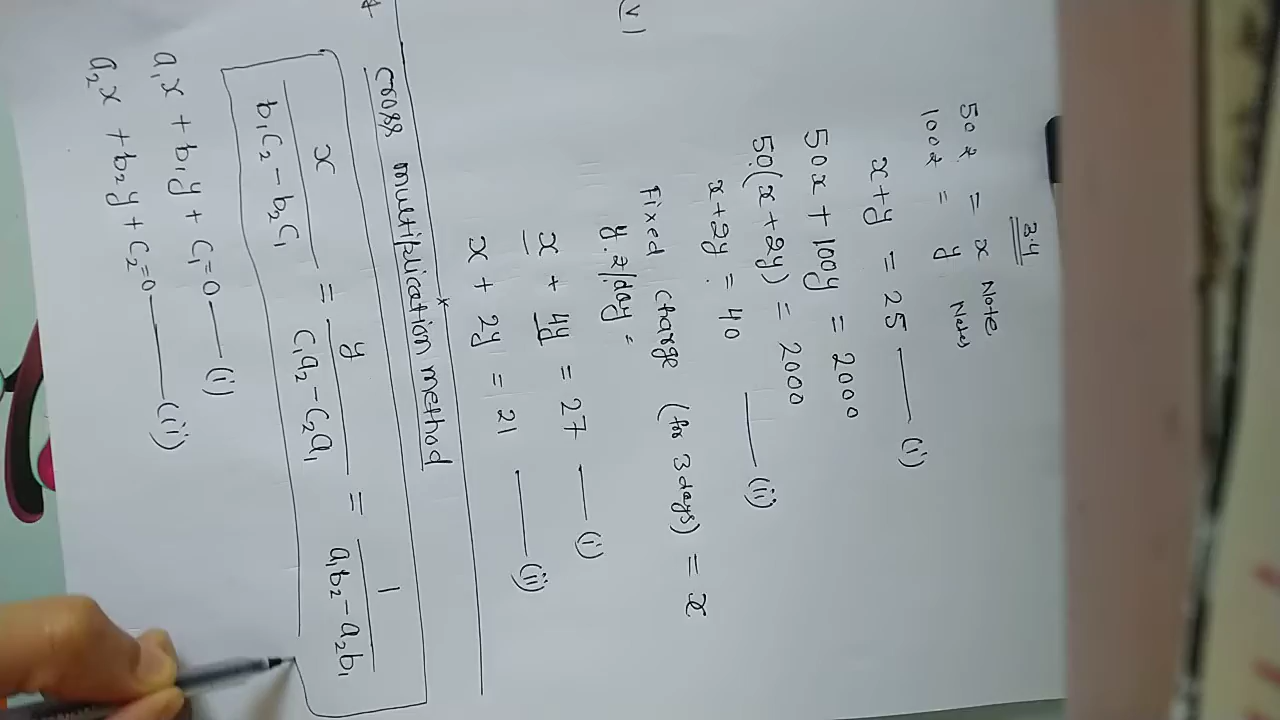 3.4
50₹ = x Note
100₹ = y Notes
x+y = 25 —— (i)
50x + 100y = 2000
50(x+2y) = 2000
x+2y = 40 —— (ii)
(v)
Fixed charge (for 3 days) = x
y ₹/day =
x + 4y = 27 —— (i)
x + 2y = 21 —— (ii)
cross multiplication method
x/(b₁c₂ - b₂c₁) = y/(c₁a₂ - c₂a₁) = 1/(a₁b₂ - a₂b₁)
a₁x + b₁y + c₁=0 —— (i)
a₂x + b₂y + c₂=0 —— (ii)